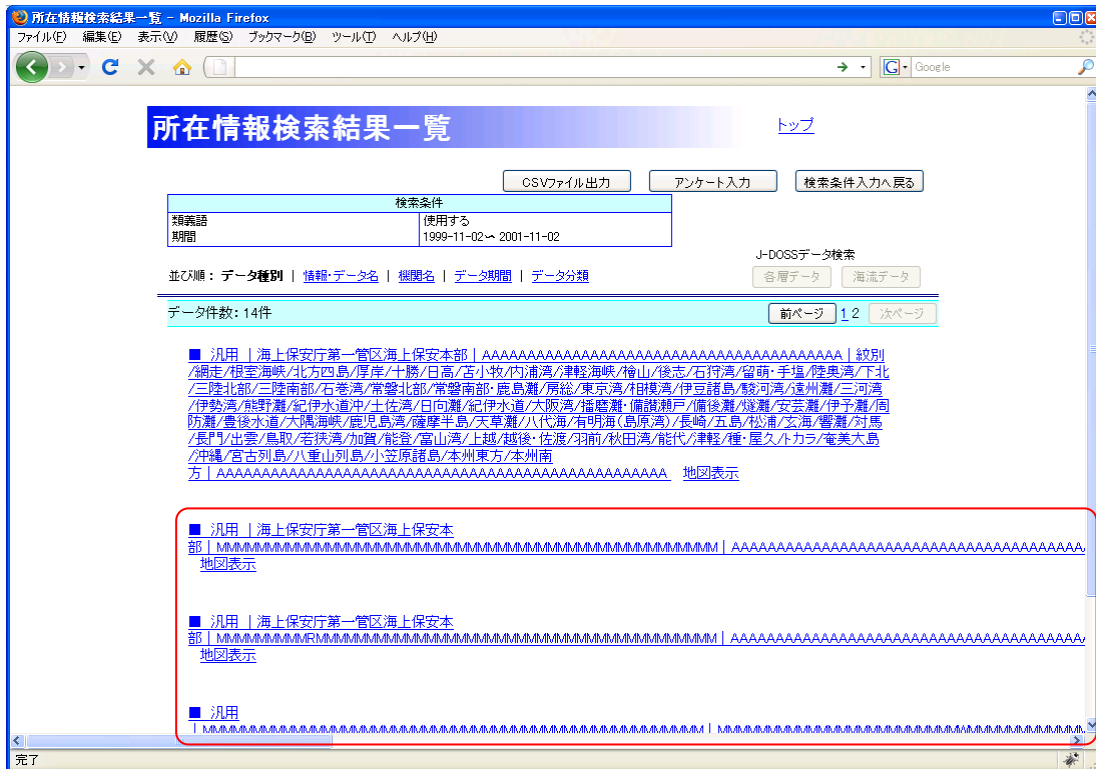 所在情報検索結果一覧 - Mozilla Firefox
ファイル(F) 編集(E) 表示(V) 履歴(S) ブックマーク(B) ツール(T) ヘルプ(H)
G Google
所在情報検索結果一覧 トップ
CSVファイル出力 アンケート入力 検索条件入力へ戻る
検索条件
類義語 使用する
期間 1999-11-02～ 2001-11-02
J-DOSSデータ検索
並び順： データ種別 | 情報・データ名 | 機関名 | データ期間 | データ分類 各層データ 海流データ
データ件数： 14件 前ページ 1 2 次ページ
■ 汎用 | 海上保安庁第一管区海上保安本部 | AAAAAAAAAAAAAAAAAAAAAAAAAAAAAAAAAAAAAAAA | 紋別
/網走/根室海峡/北方四島/厚岸/十勝/日高/苫小牧/内浦湾/津軽海峡/檜山/後志/石狩湾/留萌・手塩/陸奥湾/下北
/三陸北部/三陸南部/石巻湾/常磐北部/常磐南部・鹿島灘/房総/東京湾/相模湾/伊豆諸島/駿河湾/遠州灘/三河湾
/伊勢湾/熊野灘/紀伊水道沖/土佐湾/日向灘/紀伊水道/大阪湾/播磨灘・備讃瀬戸/備後灘/燧灘/安芸灘/伊予灘/周
防灘/豊後水道/大隅海峡/鹿児島湾/薩摩半島/天草灘/八代海/有明海（島原湾）/長崎/五島/松浦/玄海/響灘/対馬
/長門/出雲/鳥取/若狭湾/加賀/能登/富山湾/上越/越後・佐渡/羽前/秋田湾/能代/津軽/種・屋久/トカラ/奄美大島
/沖縄/宮古列島/八重山列島/小笠原諸島/本州東方/本州南
方 | AAAAAAAAAAAAAAAAAAAAAAAAAAAAAAAAAAAAAAAAAAAAAAAAAA 地図表示
■ 汎用 | 海上保安庁第一管区海上保安本
部 | MMMMMMMMMMMMMMMMMMMMMMMMMMMMMMMMMMMMMMMMMMMMMMMMMM | AAAAAAAAAAAAAAAAAAAAAAAAAAAAAAAAAAAAAAAA
地図表示
■ 汎用 | 海上保安庁第一管区海上保安本
部 | MMMMMMMMMRMMMMMMMMMMMMMMMMMMMMMMMMMMMMMMMMMMMMMMMM | AAAAAAAAAAAAAAAAAAAAAAAAAAAAAAAAAAAAAAAA
地図表示
■ 汎用
| MMMMMMMMMMMMMMMMMMMMMMMMMMMMMMMMMMMMMMMMMMMMMMMMMM | MMMMMMMMMMMMMMMMMMMMMMMMMMMMMMMMMMMMM
完了